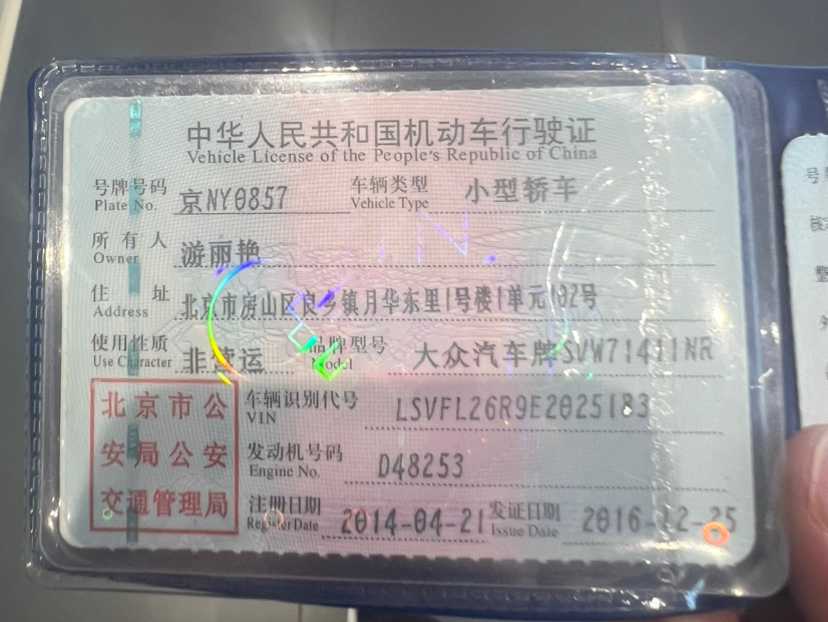 中华人民共和国机动车行驶证
Vehicle License of the People's Republic of China
号牌号码 Plate No. 京NY0857 车辆类型 Vehicle Type 小型轿车
所有人 Owner 游丽艳
住址 Address 北京市房山区良乡镇月华东里1号楼1单元102号
使用性质 Use Character 非营运 品牌型号 Model 大众汽车牌SVW71411NR
北京市公安局公安交通管理局
车辆识别代号 VIN LSVFL26R9E2025183
发动机号码 Engine No. D48253
注册日期 Register Date 2014-04-21 发证日期 Issue Date 2016-12-25
号